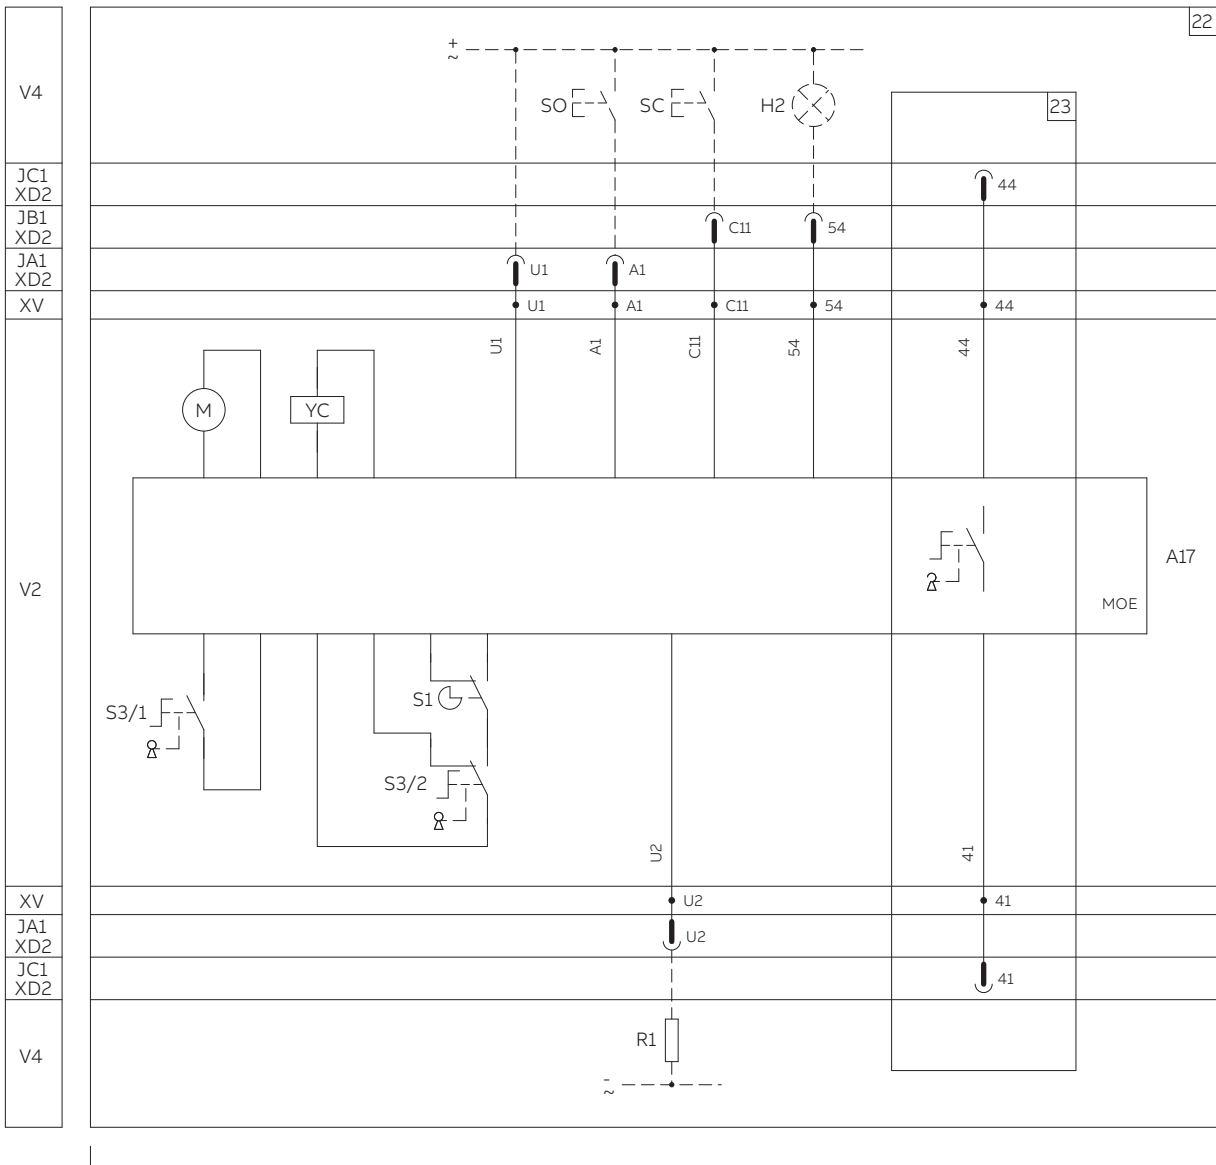 22
+
~
V4
SO
SC
H2
23
JC1
XD2
44
JB1
XD2
C11
54
JA1
XD2
U1
A1
XV
U1
A1
C11
54
44
U1
A1
C11
54
44
M
YC
A17
V2
MOE
S1
S3/1
S3/2
U2
41
XV
U2
41
JA1
XD2
U2
JC1
XD2
41
V4
R1
-
~